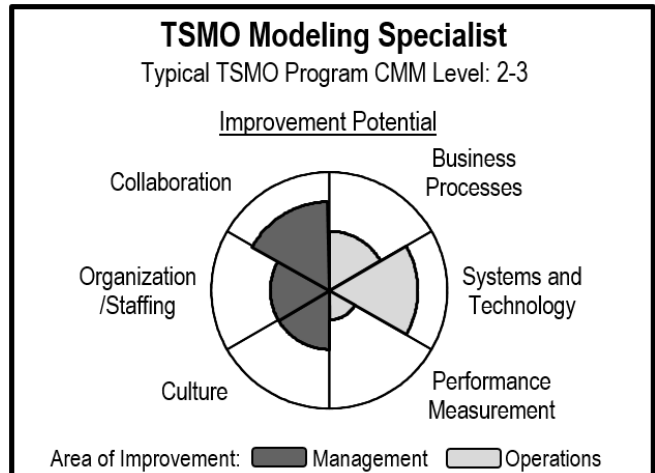 TSMO Modeling Specialist
Typical TSMO Program CMM Level: 2-3
Improvement Potential
Collaboration
Business
Processes
Organization
/Staffing
Systems and
Technology
Culture
Performance
Measurement
Area of Improvement: Management Operations